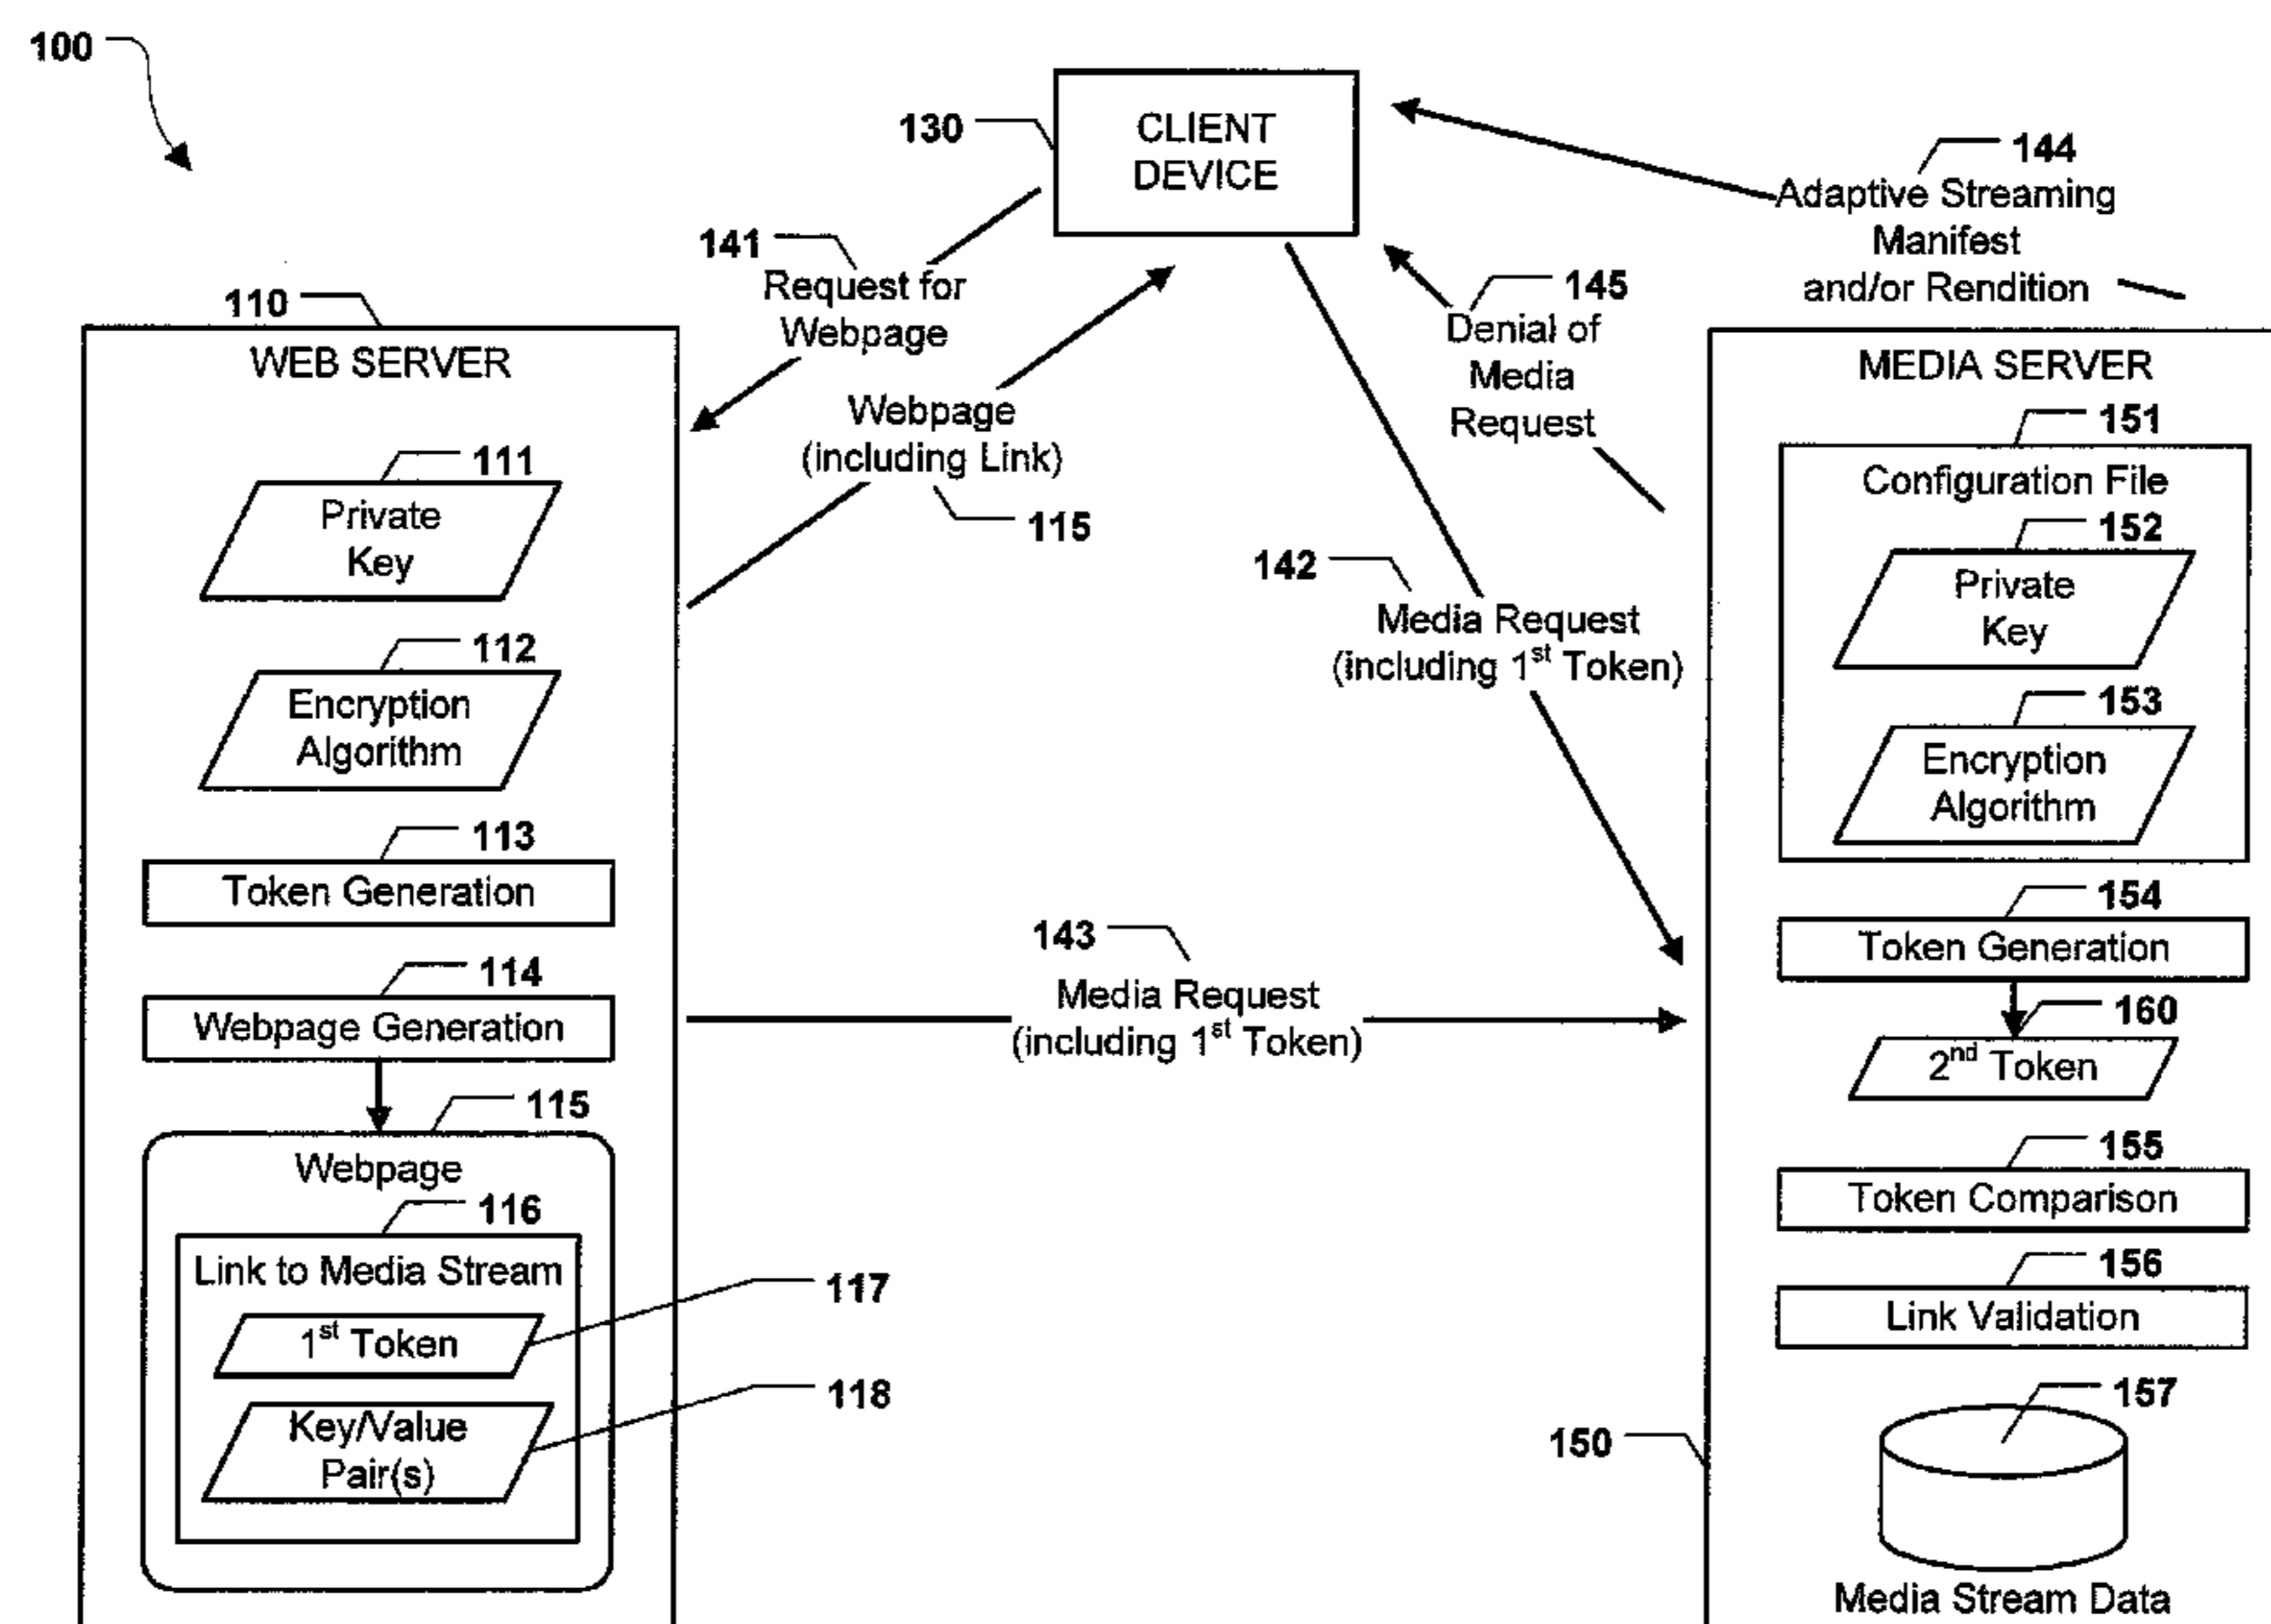 100
130
CLIENT
DEVICE
144
Adaptive Streaming
Manifest
and/or Rendition
141
Request for
Webpage
145
Denial of
Media
Request
Webpage
(including Link)
115
142
Media Request
(including 1st Token)
143
Media Request
(including 1st Token)
110
WEB SERVER
111
Private
Key
112
Encryption
Algorithm
113
Token Generation
114
Webpage Generation
115
Webpage
116
Link to Media Stream
1st Token
117
Key/Value
Pair(s)
118
MEDIA SERVER
151
Configuration File
152
Private
Key
153
Encryption
Algorithm
154
Token Generation
160
2nd Token
155
Token Comparison
156
Link Validation
157
150
Media Stream Data